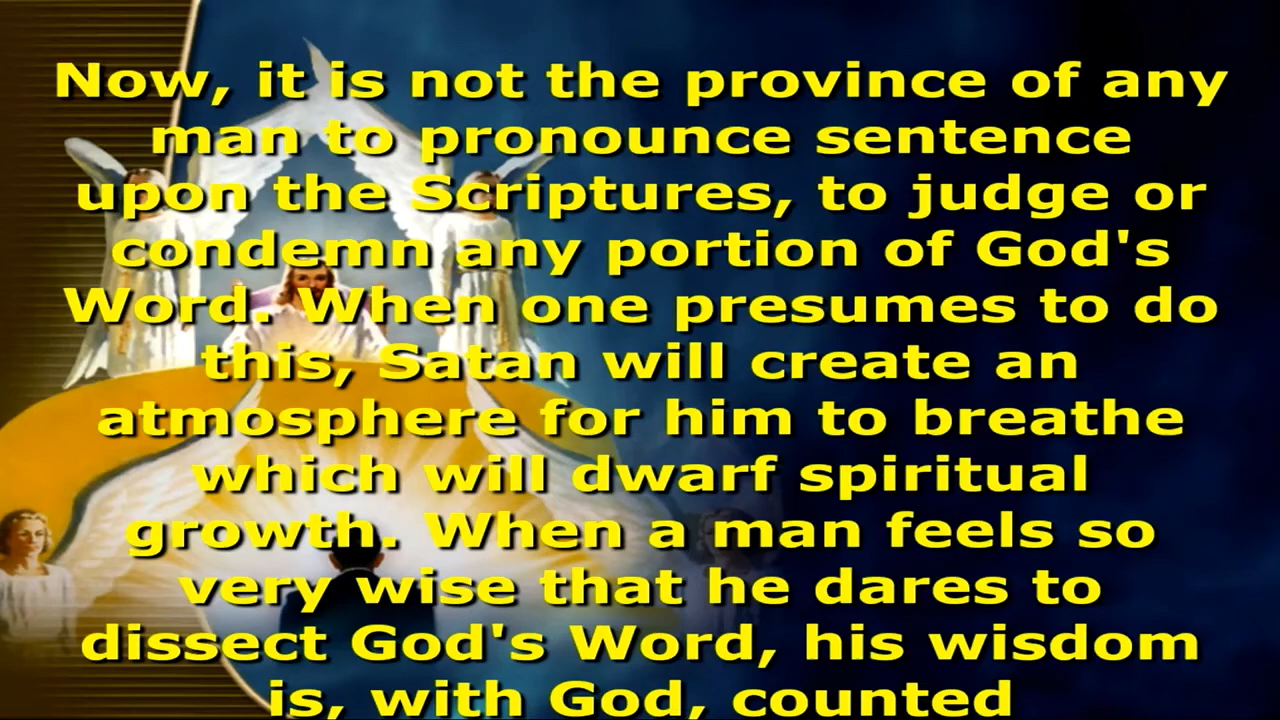 Now, it is not the province of any
man to pronounce sentence
upon the Scriptures, to judge or
condemn any portion of God's
Word. When one presumes to do
this, Satan will create an
atmosphere for him to breathe
which will dwarf spiritual
growth. When a man feels so
very wise that he dares to
dissect God's Word, his wisdom
is, with God, counted